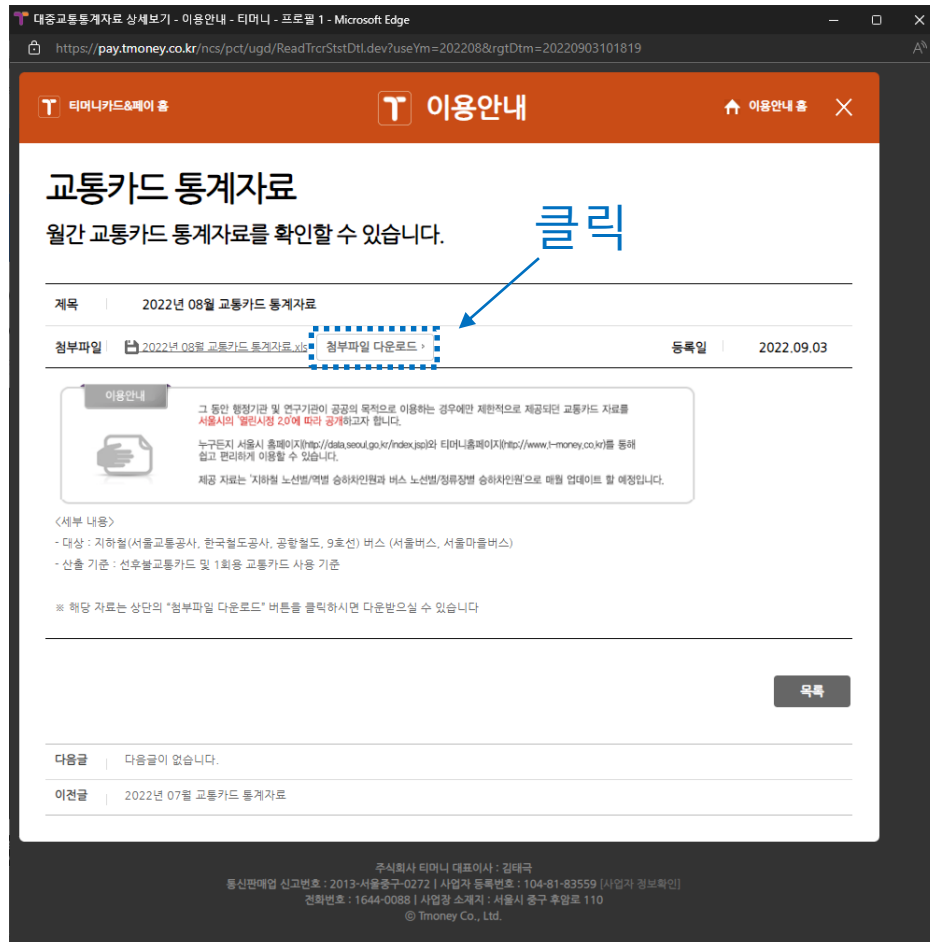 대중교통통계자료 상세보기 - 이용안내 - 티머니 - 프로필 1 - Microsoft Edge
https://pay.tmoney.co.kr/ncs/pct/ugd/ReadTrcrStstDtl.dev?useYm=202208&rgtDtm=20220903101819
티머니카드&페이 홈
이용안내
이용안내 홈
교통카드 통계자료
월간 교통카드 통계자료를 확인할 수 있습니다.
클릭
제목 2022년 08월 교통카드 통계자료
첨부파일 2022년 08월 교통카드 통계자료.xls 첨부파일 다운로드 › 등록일 2022.09.03
이용안내
그 동안 행정기관 및 연구기관이 공공의 목적으로 이용하는 경우에만 제한적으로 제공되던 교통카드 자료를
서울시의 '열린시정 2.0'에 따라 공개하고자 합니다.
누구든지 서울시 홈페이지(http://data.seoul.go.kr/index.jsp)와 티머니홈페이지(http://www.t-money.co.kr)를 통해
쉽고 편리하게 이용할 수 있습니다.
제공 자료는 '지하철 노선별/역별 승하차인원과 버스 노선별/정류장별 승하차인원'으로 매월 업데이트 할 예정입니다.
<세부 내용>
- 대상 : 지하철(서울교통공사, 한국철도공사, 공항철도, 9호선) 버스 (서울버스, 서울마을버스)
- 산출 기준 : 선후불교통카드 및 1회용 교통카드 사용 기준
※ 해당 자료는 상단의 "첨부파일 다운로드" 버튼을 클릭하시면 다운받으실 수 있습니다
목록
다음글 다음글이 없습니다.
이전글 2022년 07월 교통카드 통계자료
주식회사 티머니 대표이사 : 김태극
통신판매업 신고번호 : 2013-서울중구-0272 | 사업자 등록번호 : 104-81-83559 [사업자 정보확인]
전화번호 : 1644-0088 | 사업장 소재지 : 서울시 중구 후암로 110
© Tmoney Co., Ltd.